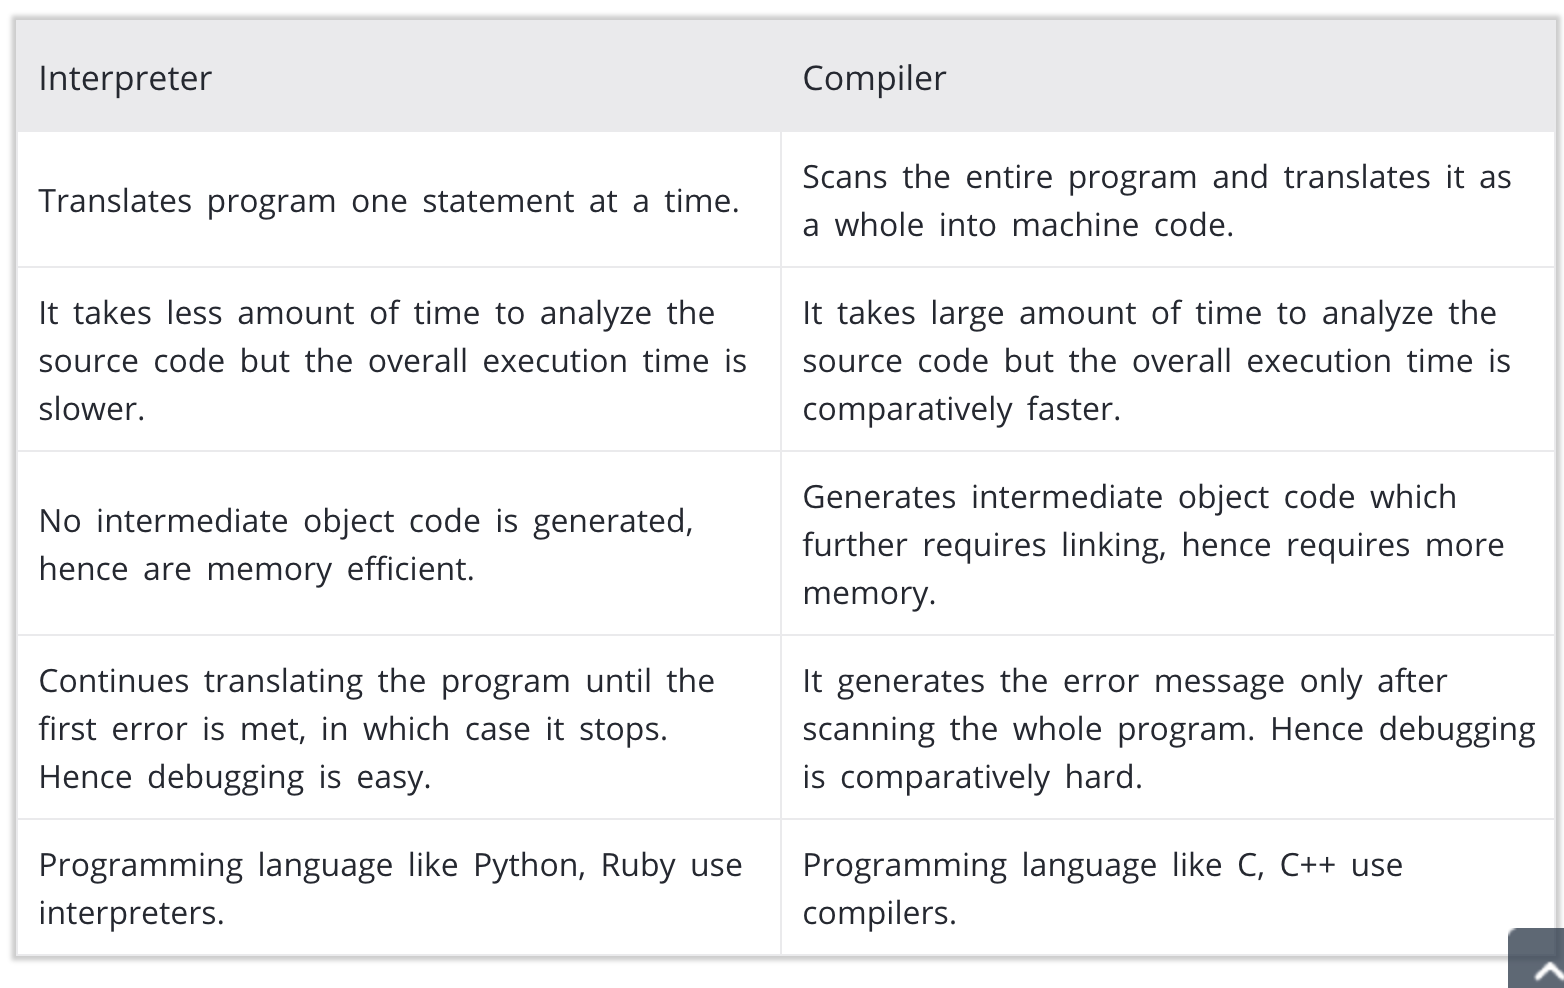 Interpreter
Compiler
Translates program one statement at a time.
Scans the entire program and translates it as
a whole into machine code.
It takes less amount of time to analyze the
source code but the overall execution time is
slower.
It takes large amount of time to analyze the
source code but the overall execution time is
comparatively faster.
No intermediate object code is generated,
hence are memory efficient.
Generates intermediate object code which
further requires linking, hence requires more
memory.
Continues translating the program until the
first error is met, in which case it stops.
Hence debugging is easy.
It generates the error message only after
scanning the whole program. Hence debugging
is comparatively hard.
Programming language like Python, Ruby use
interpreters.
Programming language like C, C++ use
compilers.